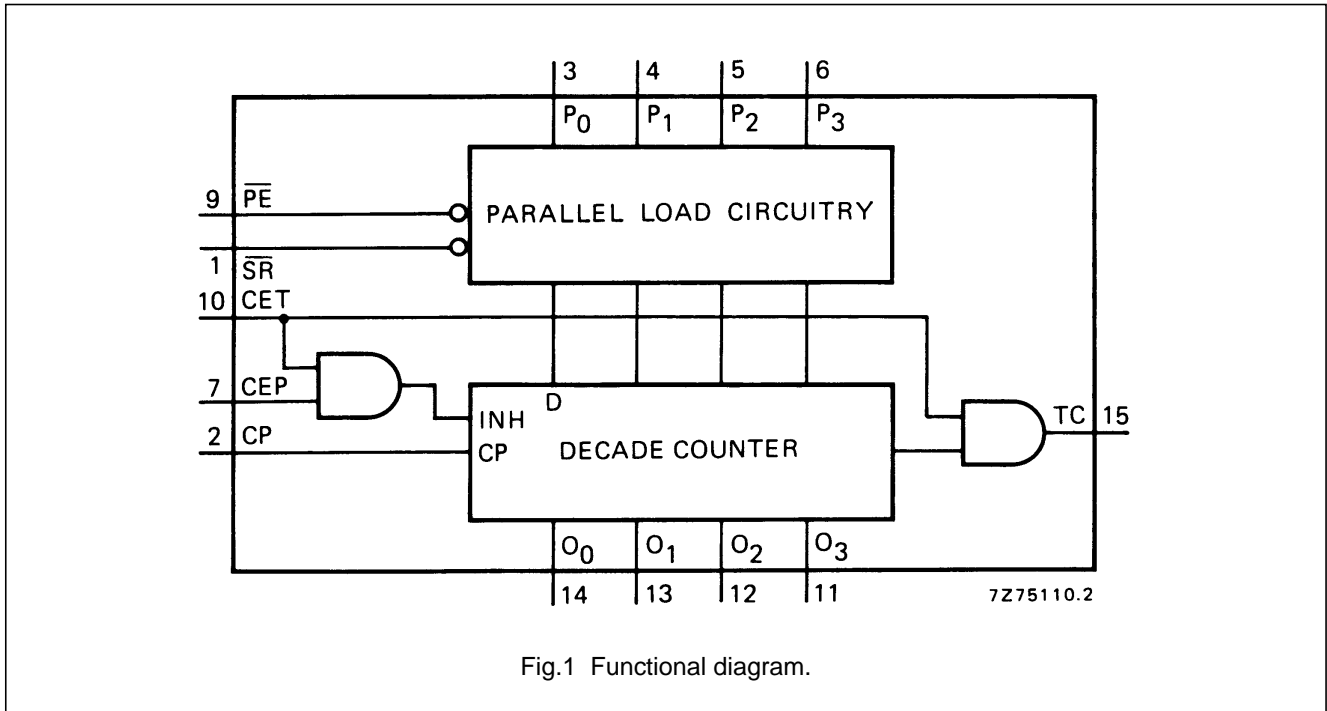 3 4 5 6
P0 P1 P2 P3
9 P̅E̅
PARALLEL LOAD CIRCUITRY
1 S̅R̅
10 CET
7 CEP
D
INH
TC 15
2 CP
CP DECADE COUNTER
O0 O1 O2 O3
14 13 12 11
7Z75110.2
Fig.1 Functional diagram.